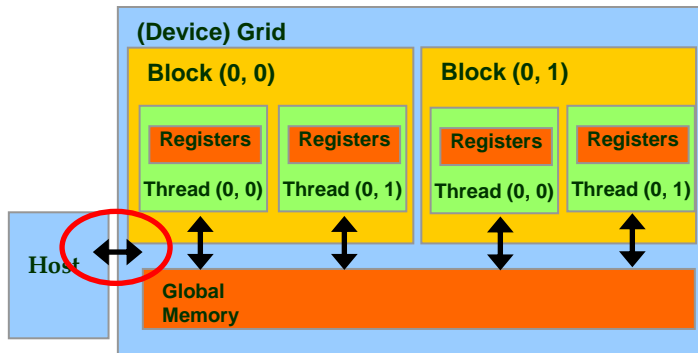 (Device) Grid
Block (0, 0)
Block (0, 1)
Registers
Registers
Registers
Registers
Thread (0, 0)
Thread (0, 1)
Thread (0, 0)
Thread (0, 1)
Host
Global
Memory